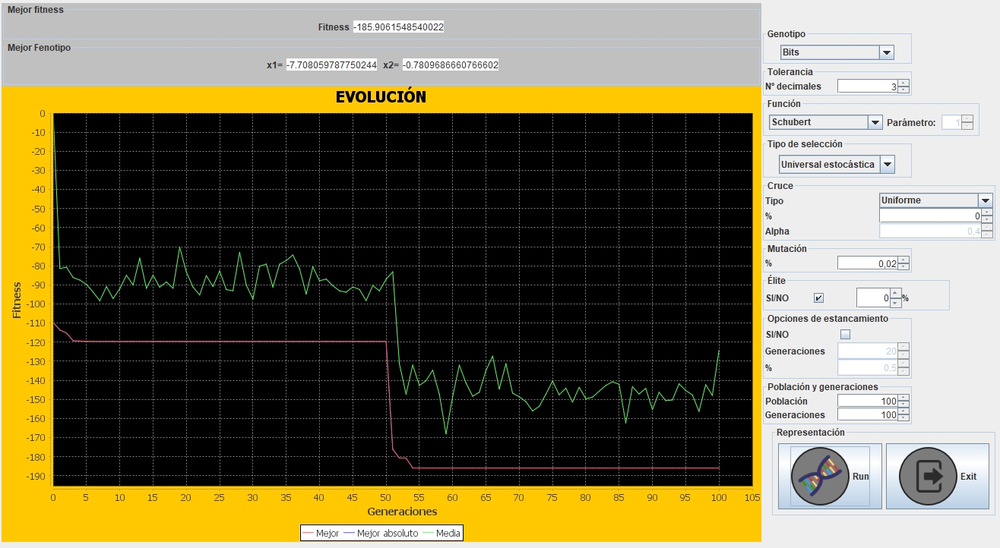 Mejor fitness
Fitness -185.9061548540022
Mejor Fenotipo
x1= -7.708059787750244 x2= -0.7809686660766602
EVOLUCIÓN
Fitness
0
-10
-20
-30
-40
-50
-60
-70
-80
-90
-100
-110
-120
-130
-140
-150
-160
-170
-180
-190
0 5 10 15 20 25 30 35 40 45 50 55 60 65 70 75 80 85 90 95 100 105
Generaciones
Mejor Mejor absoluto Media
Genotipo
Bits
Tolerancia
Nº decimales 3
Función
Schubert Parámetro: 1
Tipo de selección
Universal estocástica
Cruce
Tipo Uniforme
% 0
Alpha 0,4
Mutación
% 0,02
Élite
SI/NO 0 %
Opciones de estancamiento
SI/NO
Generaciones 20
% 0,5
Población y generaciones
Población 100
Generaciones 100
Representación
Run Exit